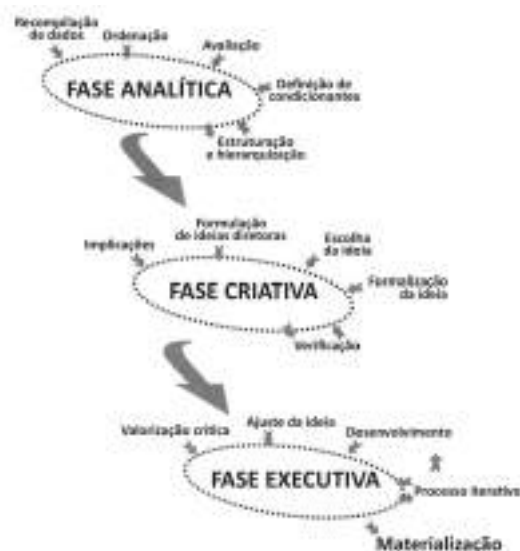 Recompilação
de dados
Ordenação
Avaliação
FASE ANALÍTICA
Definição de
condicionantes
Estruturação
e hierarquização
Formulação
de ideias diretoras
Implicações
Escolha
da ideia
FASE CRIATIVA
Formalização
da ideia
Verificação
Valorização crítica
Ajuste da ideia
Desenvolvimento
FASE EXECUTIVA
Processo iterativo
Materialização